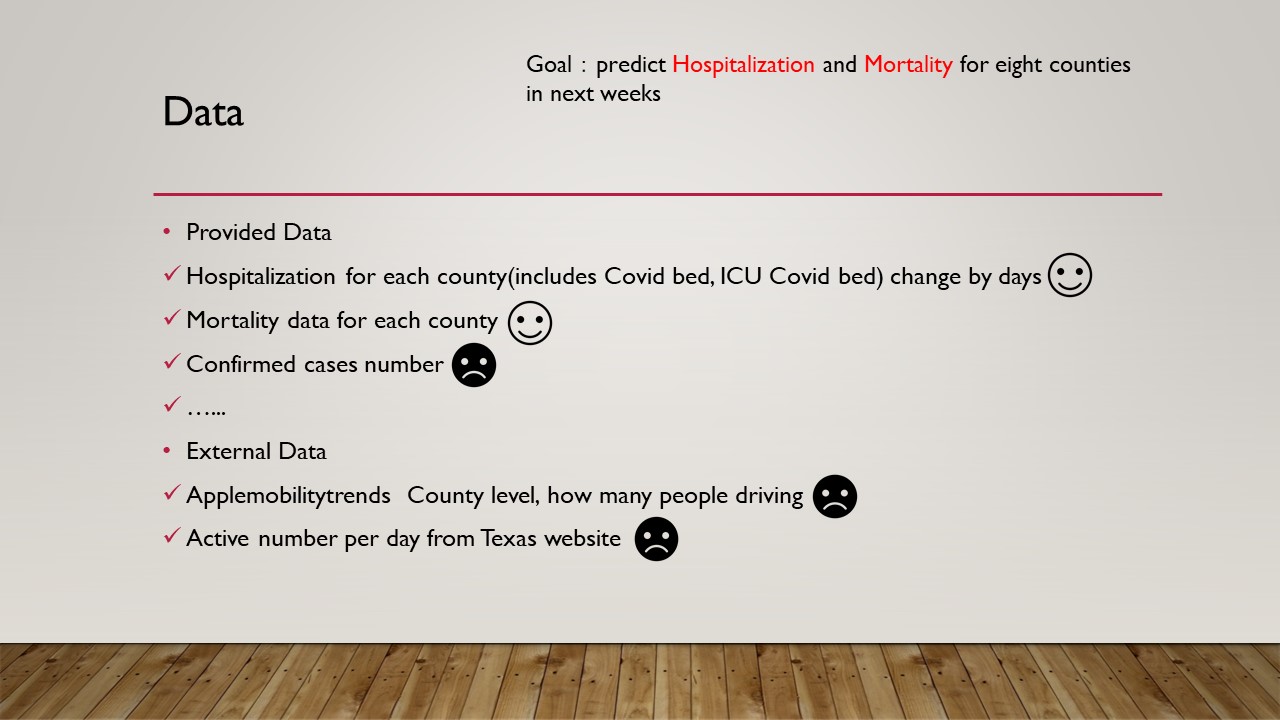 Goal : predict Hospitalization and Mortality for eight counties
in next weeks
Data
• Provided Data
✓ Hospitalization for each county(includes Covid bed, ICU Covid bed) change by days
✓ Mortality data for each county
✓ Confirmed cases number
✓ …...
• External Data
✓ Applemobilitytrends County level, how many people driving
✓ Active number per day from Texas website